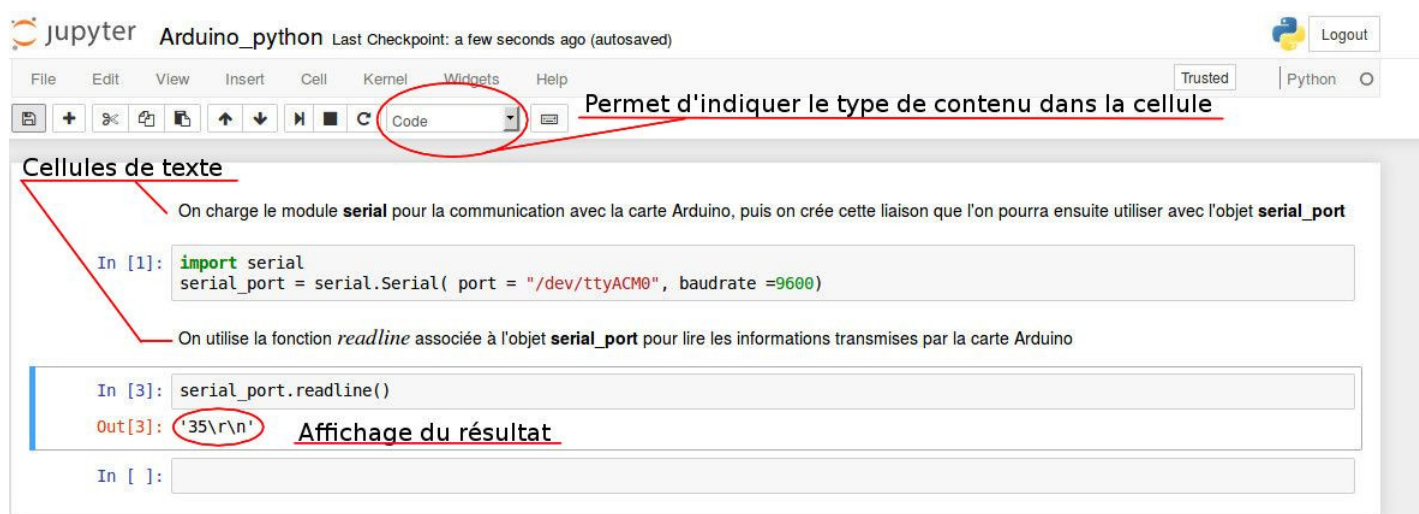 jupyter Arduino_python Last Checkpoint: a few seconds ago (autosaved) Logout
File Edit View Insert Cell Kernel Widgets Help Trusted Python
Code
Permet d'indiquer le type de contenu dans la cellule
Cellules de texte
On charge le module serial pour la communication avec la carte Arduino, puis on crée cette liaison que l'on pourra ensuite utiliser avec l'objet serial_port
In [1]: import serial
serial_port = serial.Serial( port = "/dev/ttyACM0", baudrate =9600)
On utilise la fonction readline associée à l'objet serial_port pour lire les informations transmises par la carte Arduino
In [3]: serial_port.readline()
Out[3]: '35\r\n' Affichage du résultat
In [ ]: